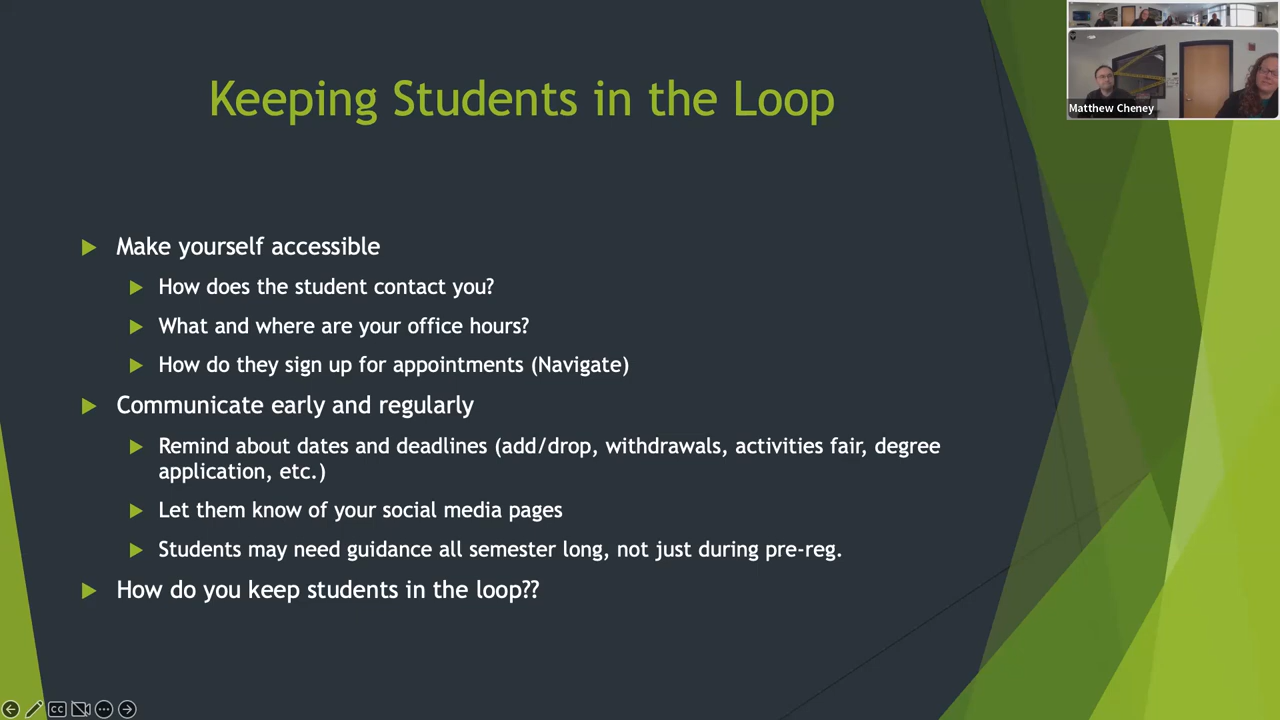 Keeping Students in the Loop
Matthew Cheney
Make yourself accessible
How does the student contact you?
What and where are your office hours?
How do they sign up for appointments (Navigate)
Communicate early and regularly
Remind about dates and deadlines (add/drop, withdrawals, activities fair, degree
application, etc.)
Let them know of your social media pages
Students may need guidance all semester long, not just during pre-reg.
How do you keep students in the loop??
CC